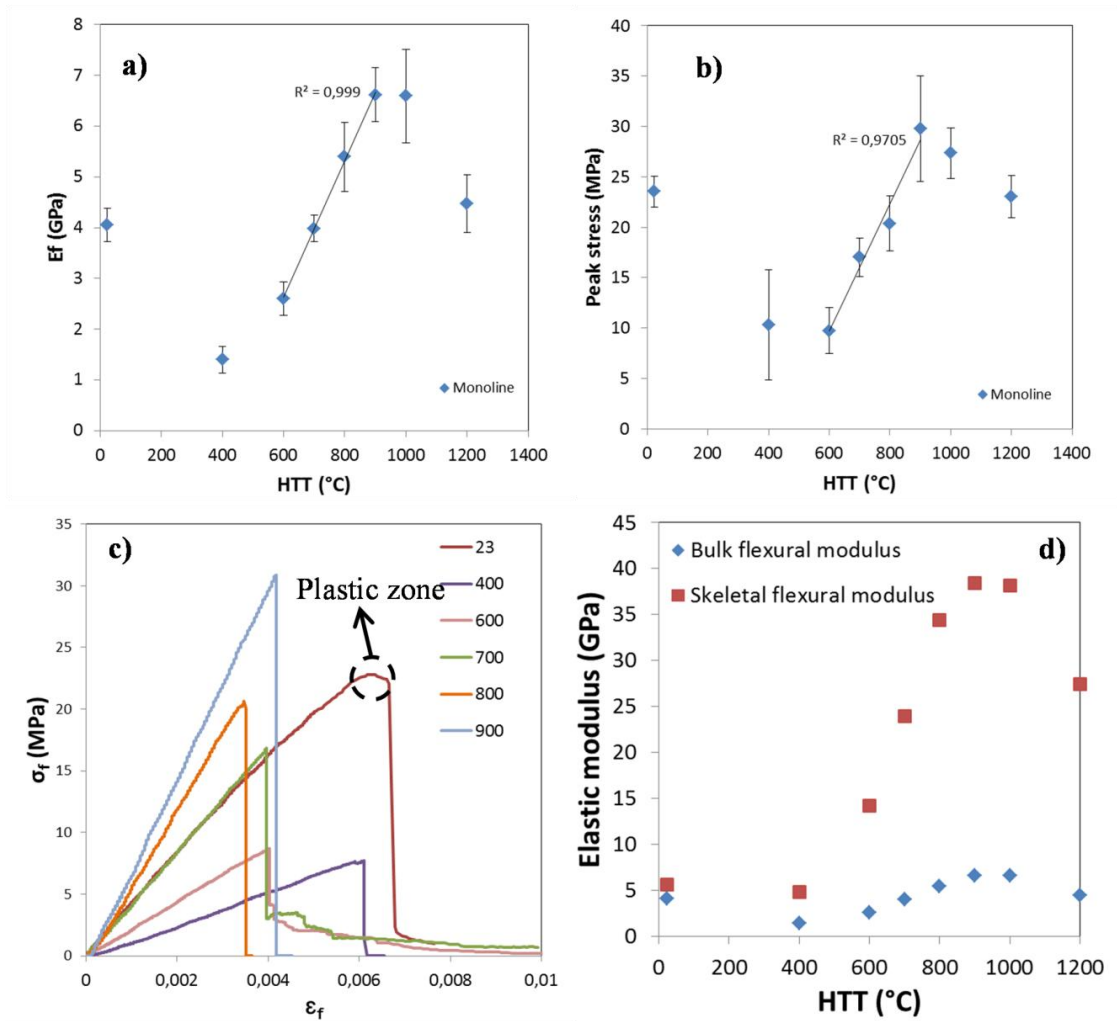 a)
8
7
6
5
4
3
2
1
0
Ef (GPa)
R² = 0,999
Monoline
0 200 400 600 800 1000 1200 1400
HTT (°C)
b)
40
35
30
25
20
15
10
5
0
Peak stress (MPa)
R² = 0,9705
Monoline
0 200 400 600 800 1000 1200 1400
HTT (°C)
c)
35
30
25
20
15
10
5
0
σf (MPa)
23
400
600
700
800
900
Plastic zone
0 0,002 0,004 0,006 0,008 0,01
εf
d)
45
40
35
30
25
20
15
10
5
0
Elastic modulus (GPa)
Bulk flexural modulus
Skeletal flexural modulus
0 200 400 600 800 1000 1200
HTT (°C)